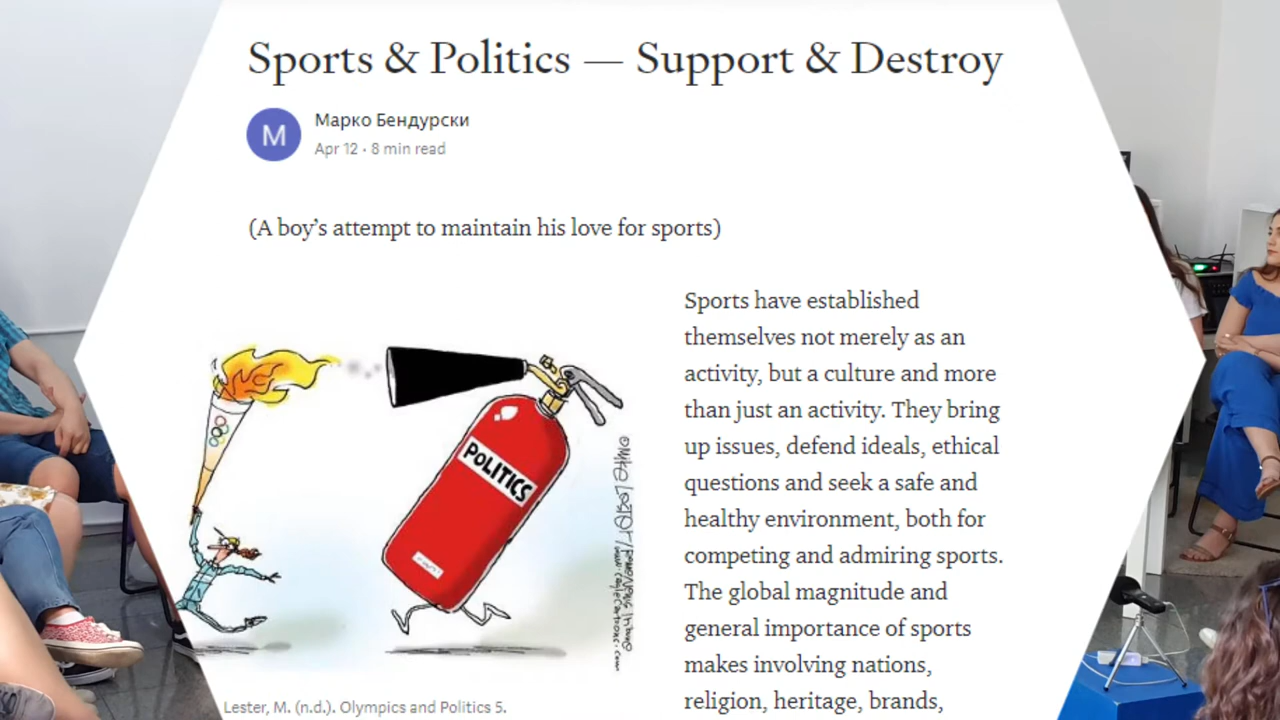 Sports & Politics — Support & Destroy
M
Марко Бендурски
Apr 12 · 8 min read
(A boy's attempt to maintain his love for sports)
POLITICS
Lester, M. (n.d.). Olympics and Politics 5.
Sports have established
themselves not merely as an
activity, but a culture and more
than just an activity. They bring
up issues, defend ideals, ethical
questions and seek a safe and
healthy environment, both for
competing and admiring sports.
The global magnitude and
general importance of sports
makes involving nations,
religion, heritage, brands,